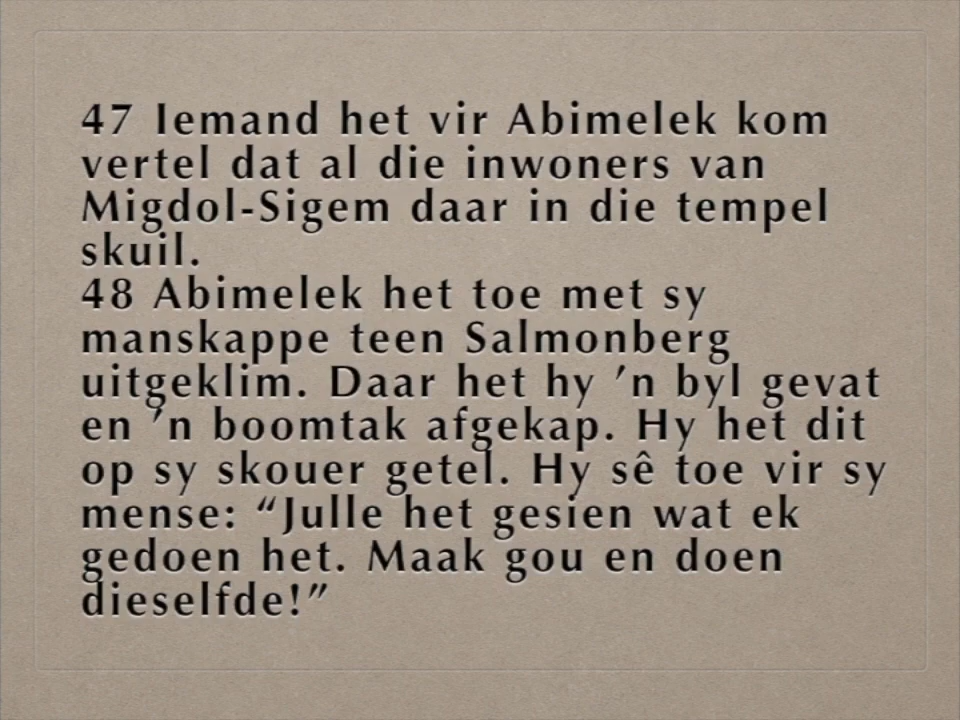 47 Iemand het vir Abimelek kom
vertel dat al die inwoners van
Migdol-Sigem daar in die tempel
skuil.
48 Abimelek het toe met sy
manskappe teen Salmonberg
uitgeklim. Daar het hy ’n byl gevat
en ’n boomtak afgekap. Hy het dit
op sy skouer getel. Hy sê toe vir sy
mense: “Julle het gesien wat ek
gedoen het. Maak gou en doen
dieselfde!”